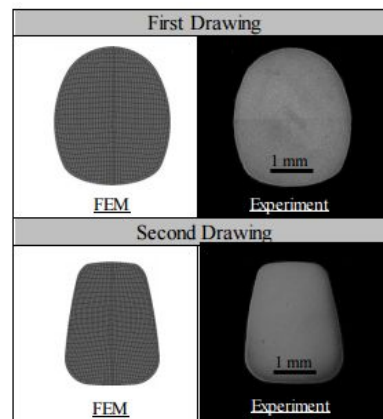 First Drawing
1 mm
FEM
Experiment
Second Drawing
1 mm
FEM
Experiment